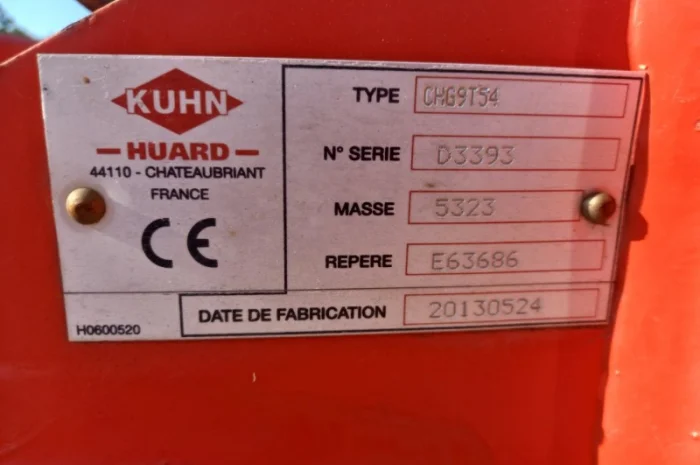 KUHN
HUARD
44110 - CHATEAUBRIANT
FRANCE
CE
H0600520
TYPE CHG9T54
N° SERIE D3393
MASSE 5323
REPERE E63686
DATE DE FABRICATION 20130524